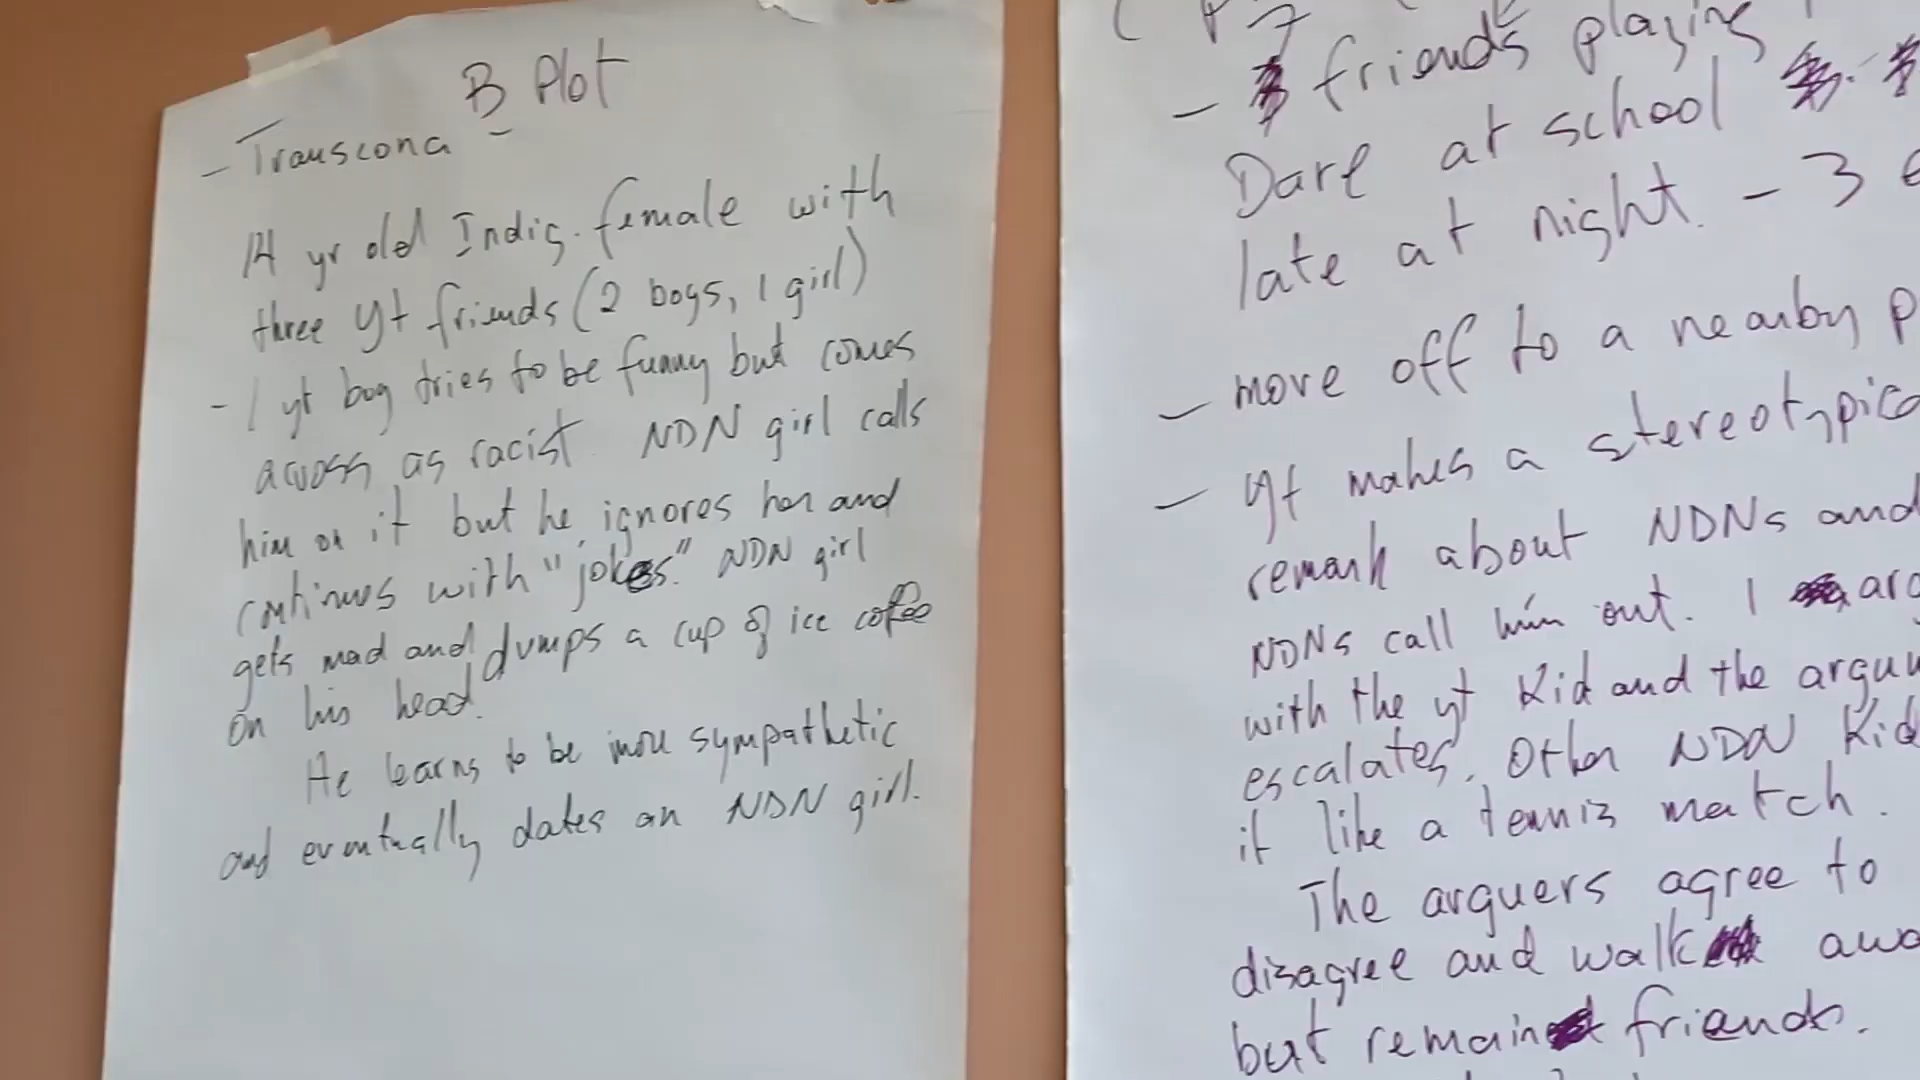 B Plot
- Transcona -
14 yr old Indig. female with
three yt friends (2 boys, 1 girl)
- 1 yt boy tries to be funny but comes
across as racist. NDN girl calls
him on it but he ignores her and
continues with "jokes." NDN girl
gets mad and dumps a cup of ice coffee
on his head.
He learns to be more sympathetic
and eventually dates an NDN girl.
- friends playing
Dare at school
late at night. - 3
- move off to a nearby
- yt makes a stereotypica
remark about NDNs and
NDNs call him out. 1 arg
with the yt kid and the argum
escalates. Other NDN kid
it like a tennis match.
The arguers agree to
disagree and walk awa
but remain friends.